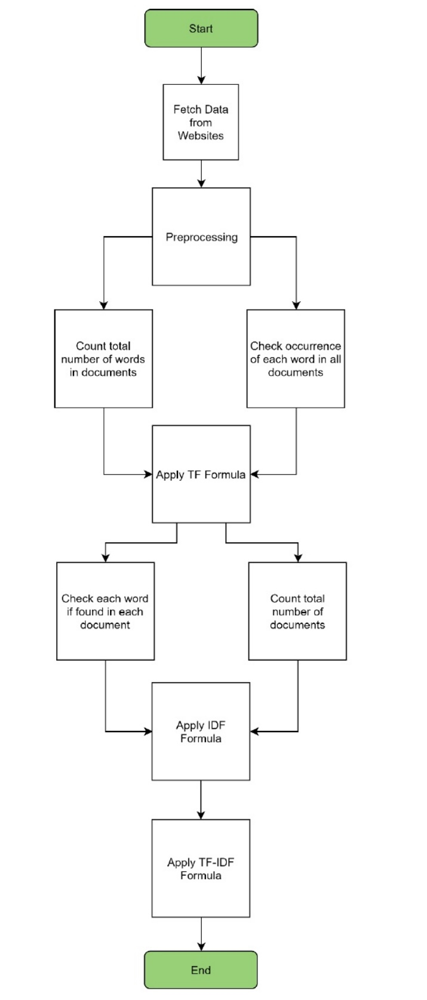 Start
Fetch Data
from
Websites
Preprocessing
Count total
number of words
in documents
Check occurrence
of each word in all
documents
Apply TF Formula
Check each word
if found in each
document
Count total
number of
documents
Apply IDF
Formula
Apply TF-IDF
Formula
End